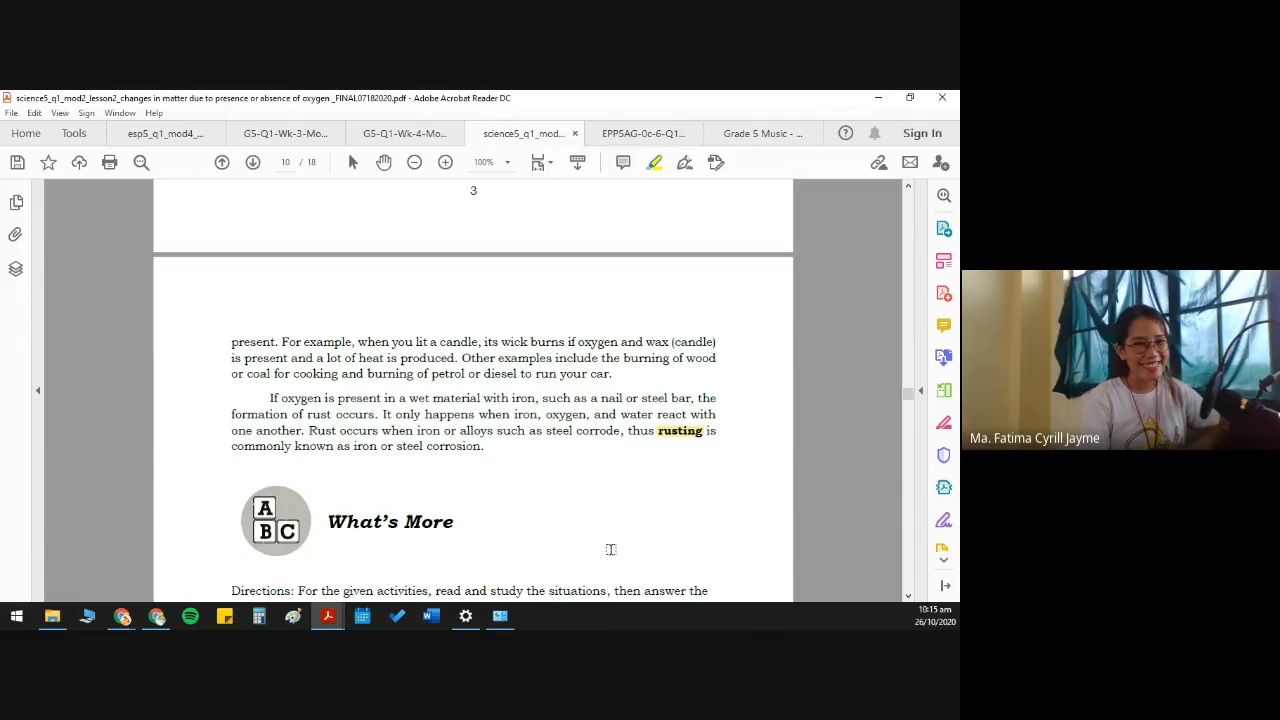 science5_q1_mod2_lesson2_changes in matter due to presence or absence of oxygen _FINAL07182020.pdf - Adobe Acrobat Reader DC
File Edit View Sign Window Help
Home Tools esp5_q1_mod4_... G5-Q1-Wk-3-Mo... G5-Q1-Wk-4-Mo... science5_q1_mod... EPP5AG-0c-6-Q1... Grade 5 Music - ... Sign In
10 / 18 100%
3
present. For example, when you lit a candle, its wick burns if oxygen and wax (candle)
is present and a lot of heat is produced. Other examples include the burning of wood
or coal for cooking and burning of petrol or diesel to run your car.
If oxygen is present in a wet material with iron, such as a nail or steel bar, the
formation of rust occurs. It only happens when iron, oxygen, and water react with
one another. Rust occurs when iron or alloys such as steel corrode, thus rusting is
commonly known as iron or steel corrosion.
A
B C
What's More
Directions: For the given activities, read and study the situations, then answer the
Ma. Fatima Cyrill Jayme
10:15 am
26/10/2020